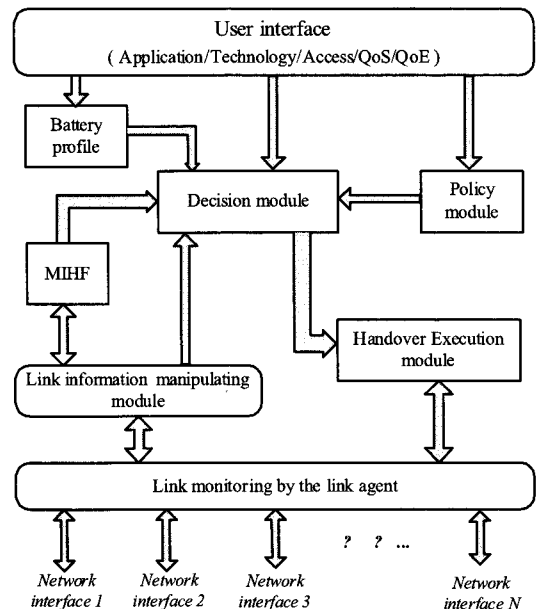 User interface
( Application/Technology/Access/QoS/QoE )
Battery
profile
Decision module
Policy
module
MIHF
Handover Execution
module
Link information manipulating
module
Link monitoring by the link agent
? ? ...
Network
interface 1
Network
interface 2
Network
interface 3
Network
interface N